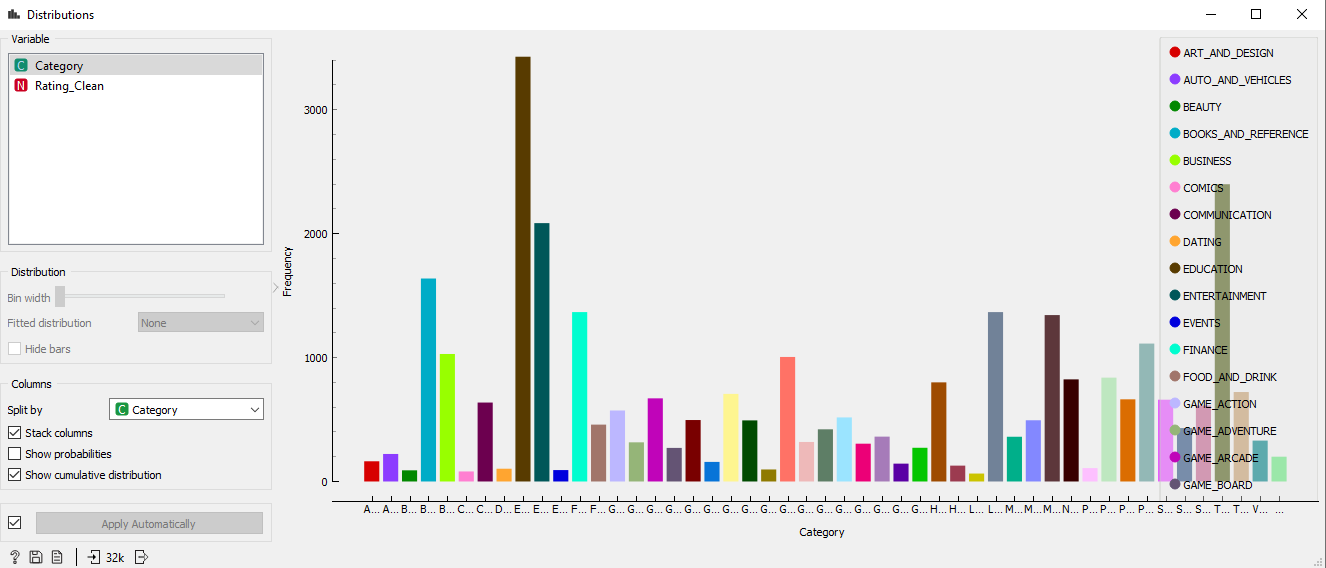 Distributions
Variable
C Category
N Rating_Clean
Distribution
Bin width
Fitted distribution None
Hide bars
Columns
Split by C Category
Stack columns
Show probabilities
Show cumulative distribution
Apply Automatically
? 32k
Frequency
3000
2000
1000
0
A... A... B... B... B... C... C... D... E... E... E... F... F... G... G... G... G... G... G... G... G... G... G... G... G... G... G... G... G... G... H... H... L... L... M... M... M... N... P... P... P... P... S... S... S... T... T... V... ...
Category
ART_AND_DESIGN
AUTO_AND_VEHICLES
BEAUTY
BOOKS_AND_REFERENCE
BUSINESS
COMICS
COMMUNICATION
DATING
EDUCATION
ENTERTAINMENT
EVENTS
FINANCE
FOOD_AND_DRINK
GAME_ACTION
GAME_ADVENTURE
GAME_ARCADE
GAME_BOARD